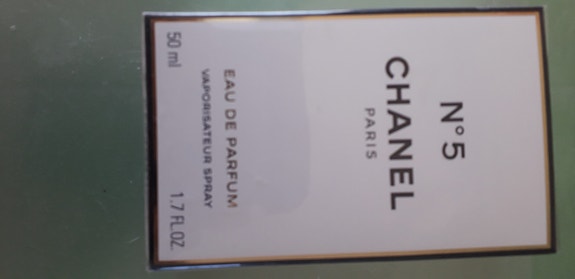 N°5
CHANEL
PARIS
EAU DE PARFUM
VAPORISATEUR SPRAY
50 ml 1.7 FL.OZ.